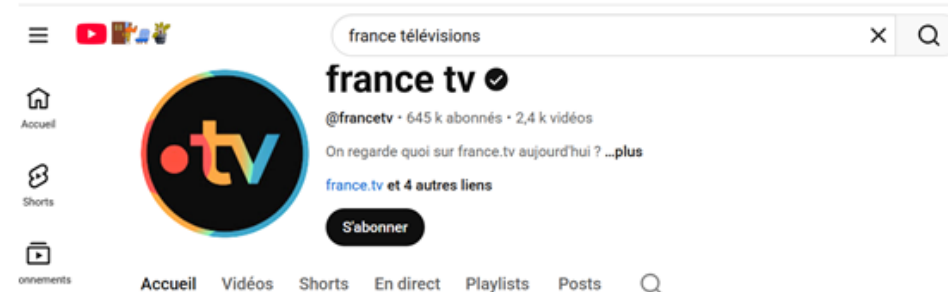 france télévisions
france tv
@francetv • 645 k abonnés • 2,4 k vidéos
On regarde quoi sur france.tv aujourd'hui ? ...plus
france.tv et 4 autres liens
S'abonner
tv
Accueil
Shorts
onnements
Accueil Vidéos Shorts En direct Playlists Posts